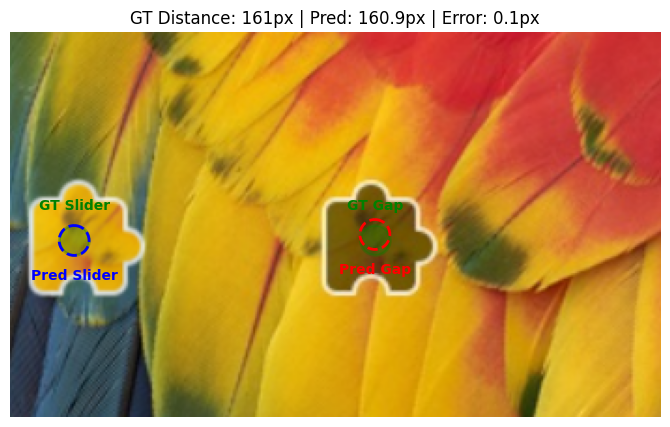 GT Distance: 161px | Pred: 160.9px | Error: 0.1px
GT Slider
GT Gap
Pred Slider
Pred Gap